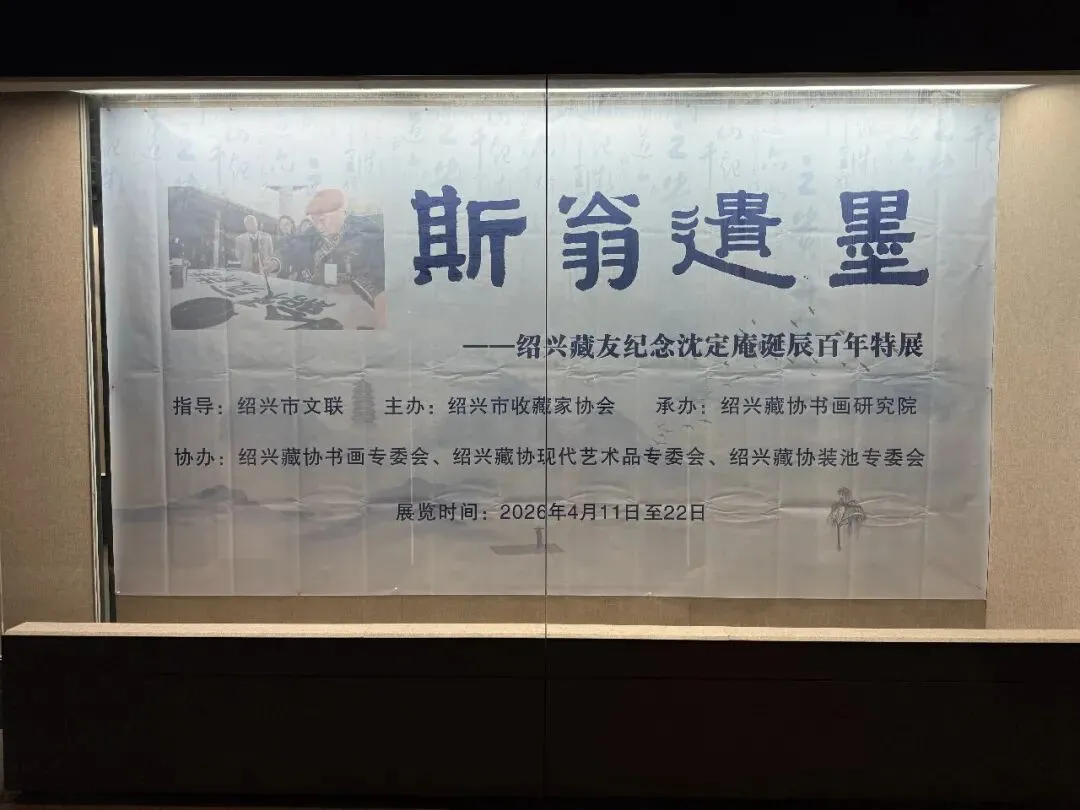 斯翁遺墨
——绍兴藏友纪念沈定庵诞辰百年特展
指导：绍兴市文联 主办：绍兴市收藏家协会 承办：绍兴藏协书画研究院
协办：绍兴藏协书画专委会、绍兴藏协现代艺术品专委会、绍兴藏协装池专委会
展览时间：2026年4月11日至22日